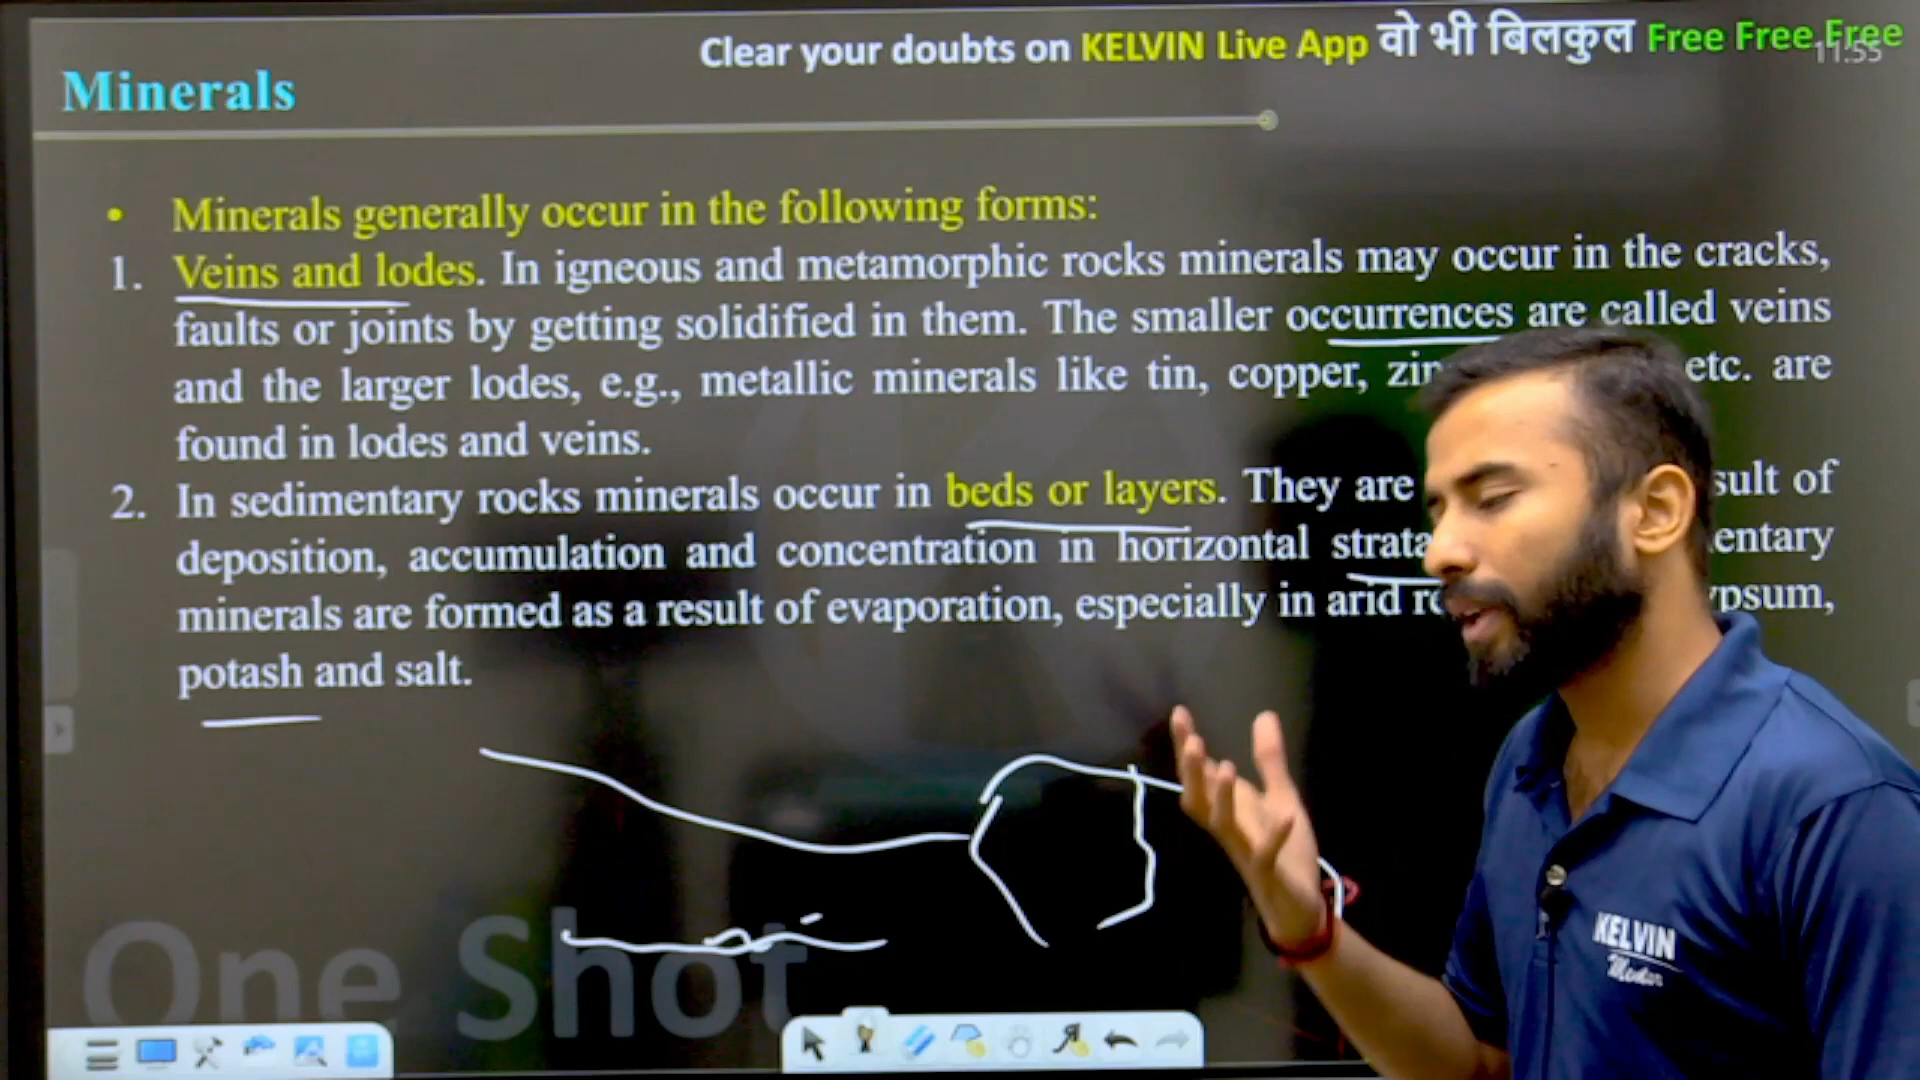 Clear your doubts on KELVIN Live App वो भी बिलकुल Free Free Free
11:55
Minerals
• Minerals generally occur in the following forms:
1. Veins and lodes. In igneous and metamorphic rocks minerals may occur in the cracks,
faults or joints by getting solidified in them. The smaller occurrences are called veins
and the larger lodes, e.g., metallic minerals like tin, copper, etc. are
found in lodes and veins.
2. In sedimentary rocks minerals occur in beds or layers. They are
deposition, accumulation and concentration in horizontal strata
minerals are formed as a result of evaporation, especially in arid
potash and salt.
One Shot
KELVIN